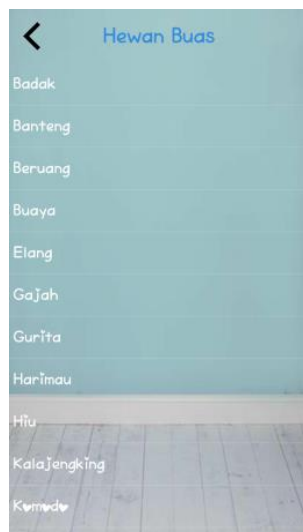 Hewan Buas
Badak
Banteng
Beruang
Buaya
Elang
Gajah
Gurita
Harimau
Hiu
Kalajengking
Komodo